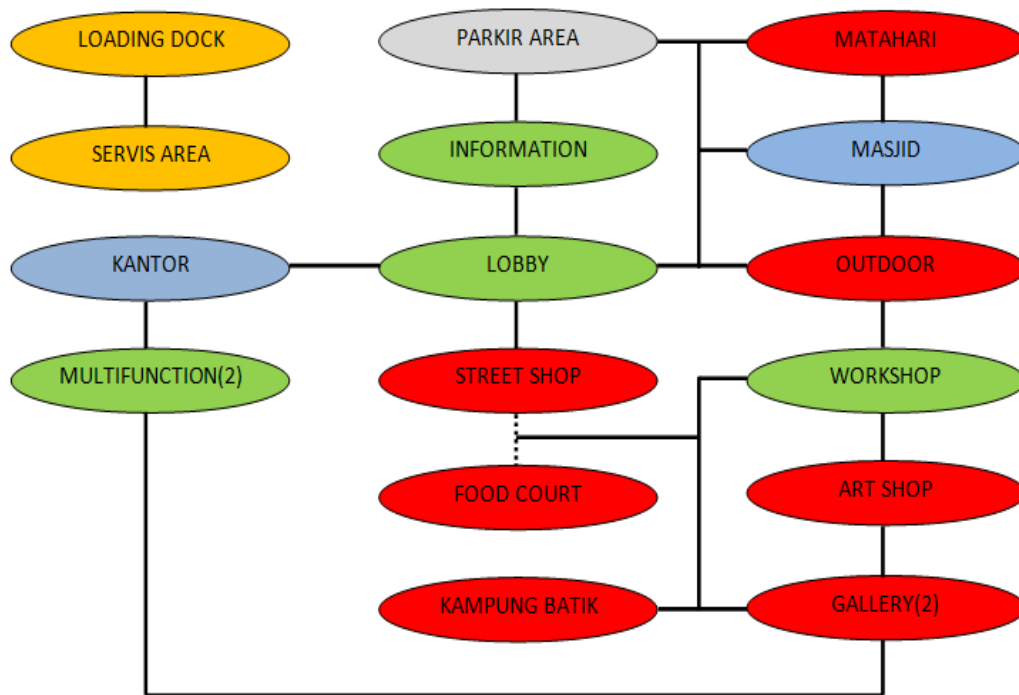 LOADING DOCK
PARKIR AREA
MATAHARI
SERVIS AREA
INFORMATION
MASJID
KANTOR
LOBBY
OUTDOOR
MULTIFUNCTION(2)
STREET SHOP
WORKSHOP
FOOD COURT
ART SHOP
KAMPUNG BATIK
GALLERY(2)